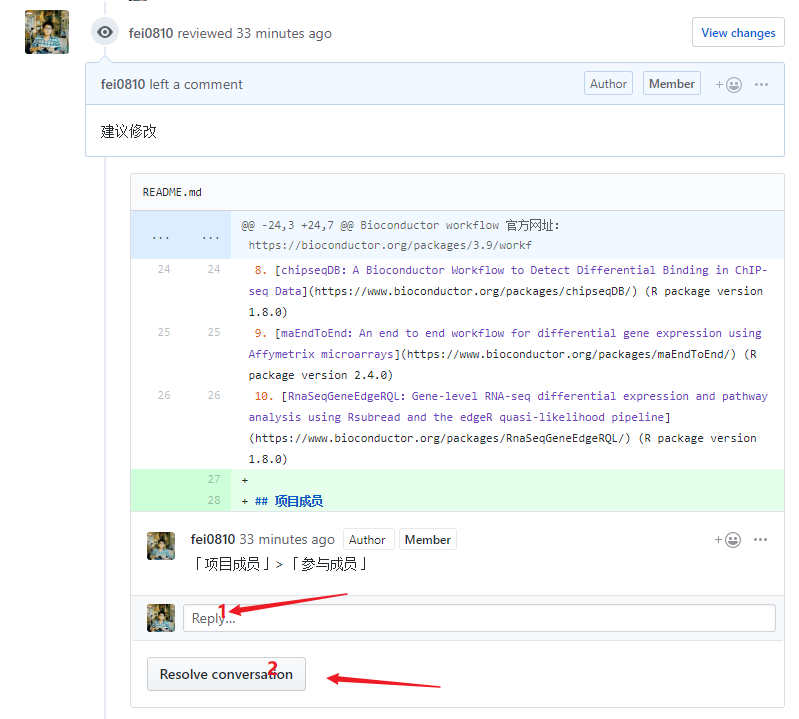 fei0810 reviewed 33 minutes ago
View changes
fei0810 left a comment
Author
Member
建议修改
README.md
... ... @@ -24,3 +24,7 @@ Bioconductor workflow 官方网址:
https://bioconductor.org/packages/3.9/workf
24 24 8. [chipseqDB: A Bioconductor Workflow to Detect Differential Binding in ChIP-
seq Data](https://www.bioconductor.org/packages/chipseqDB/) (R package version
1.8.0)
25 25 9. [maEndToEnd: An end to end workflow for differential gene expression using
Affymetrix microarrays](https://www.bioconductor.org/packages/maEndToEnd/) (R
package version 2.4.0)
26 26 10. [RnaSeqGeneEdgeRQL: Gene-level RNA-seq differential expression and pathway
analysis using Rsubread and the edgeR quasi-likelihood pipeline]
(https://www.bioconductor.org/packages/RnaSeqGeneEdgeRQL/) (R package version
1.8.0)
27 +
28 + ## 项目成员
fei0810 33 minutes ago Author Member
「项目成员」>「参与成员」
1
Reply...
2
Resolve conversation